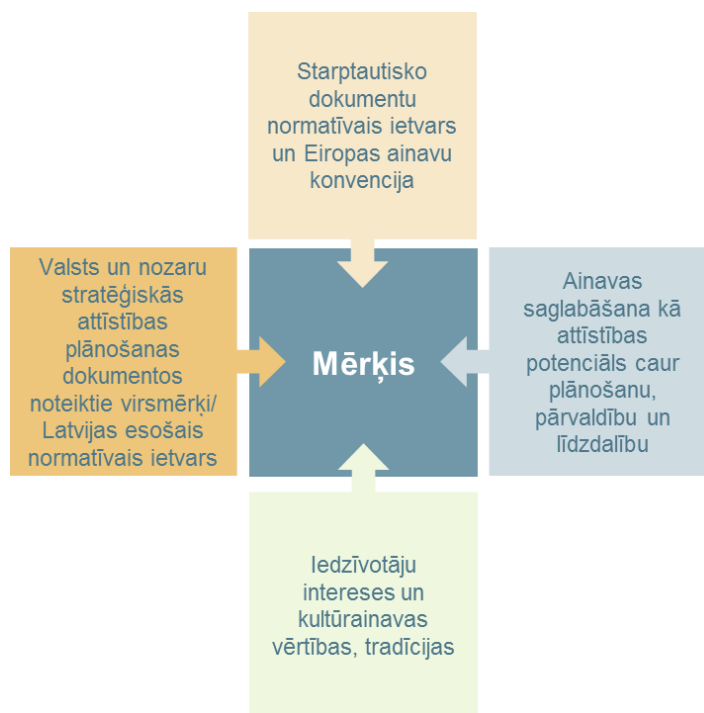 Starptautisko
dokumentu
normatīvais ietvars
un Eiropas ainavu
konvencija
Valsts un nozaru
stratēģiskās
attīstības
plānošanas
dokumentos
noteiktie virsmērķi/
Latvijas esošais
normatīvais ietvars
Mērķis
Ainavas
saglabāšana kā
attīstības
potenciāls caur
plānošanu,
pārvaldību un
līdzdalību
Iedzīvotāju
intereses un
kultūrainavas
vērtības, tradīcijas